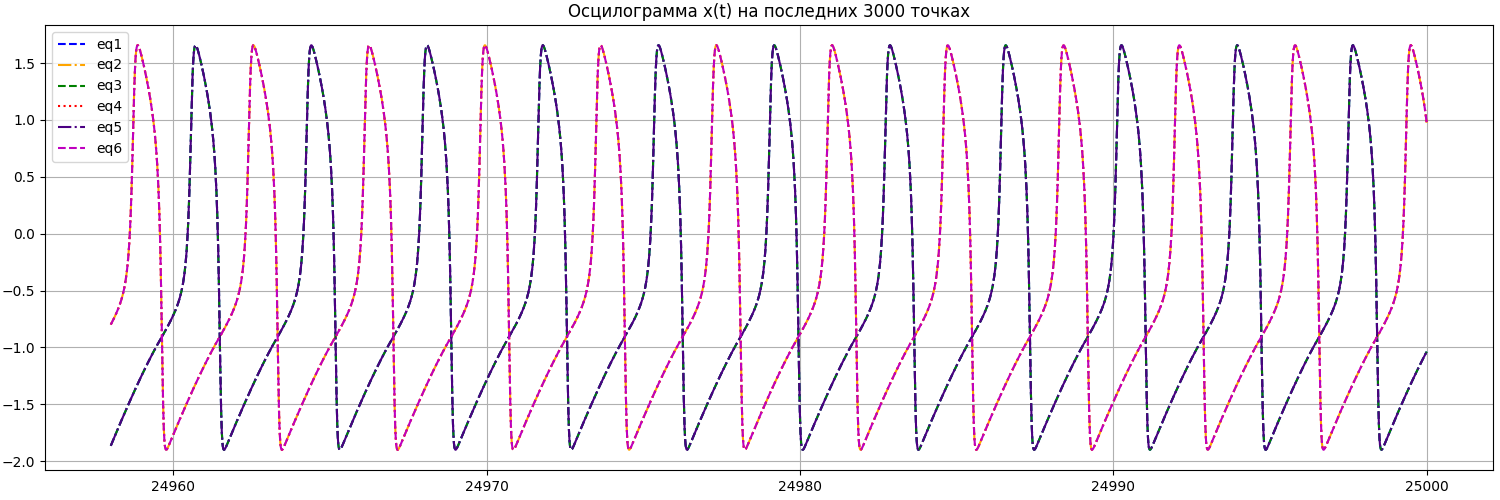 Осцилограмма x(t) на последних 3000 точках
eq1
eq2
eq3
eq4
eq5
eq6
1.5
1.0
0.5
0.0
−0.5
−1.0
−1.5
−2.0
24960 24970 24980 24990 25000